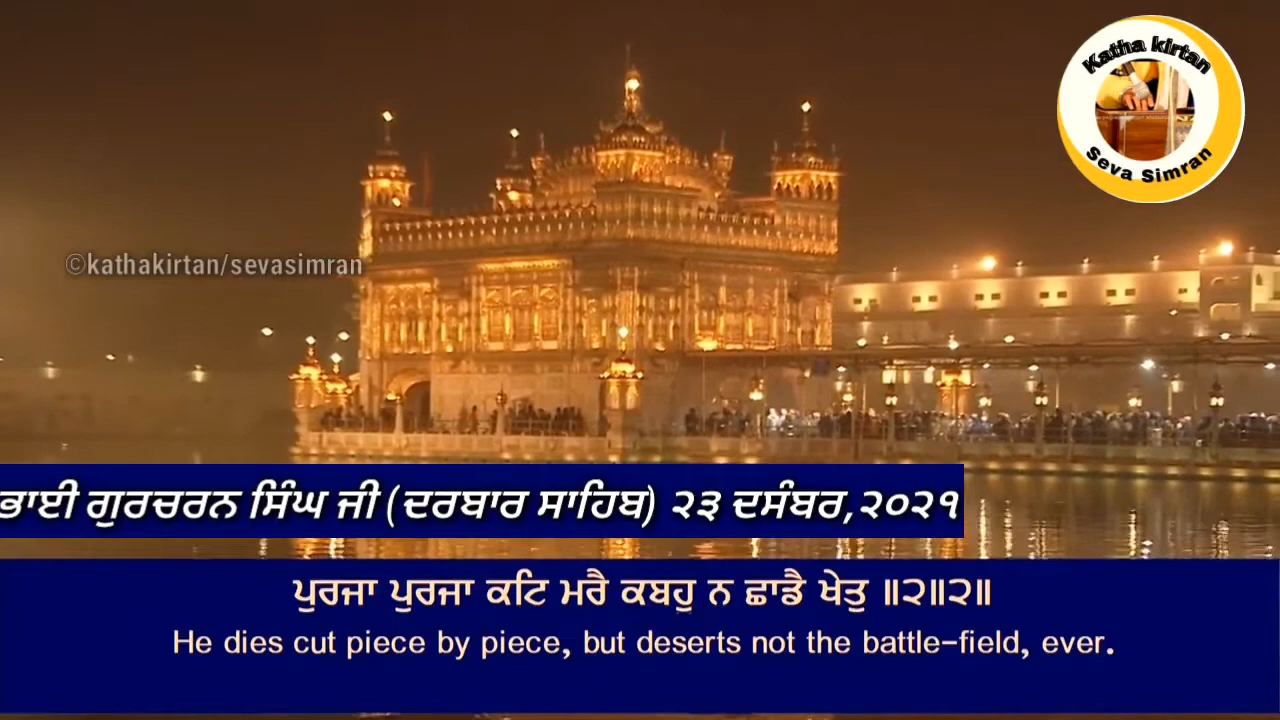 Katha kirtan
Seva Simran
©kathakirtan/sevasimran
ਭਾਈ ਗੁਰਚਰਨ ਸਿੰਘ ਜੀ (ਦਰਬਾਰ ਸਾਹਿਬ) ੨੩ ਦਸੰਬਰ,੨੦੨੧
ਪੁਰਜਾ ਪੁਰਜਾ ਕਟਿ ਮਰੈ ਕਬਹੂ ਨ ਛਾਡੈ ਖੇਤੁ ॥੨॥੨॥
He dies cut piece by piece, but deserts not the battle-field, ever.